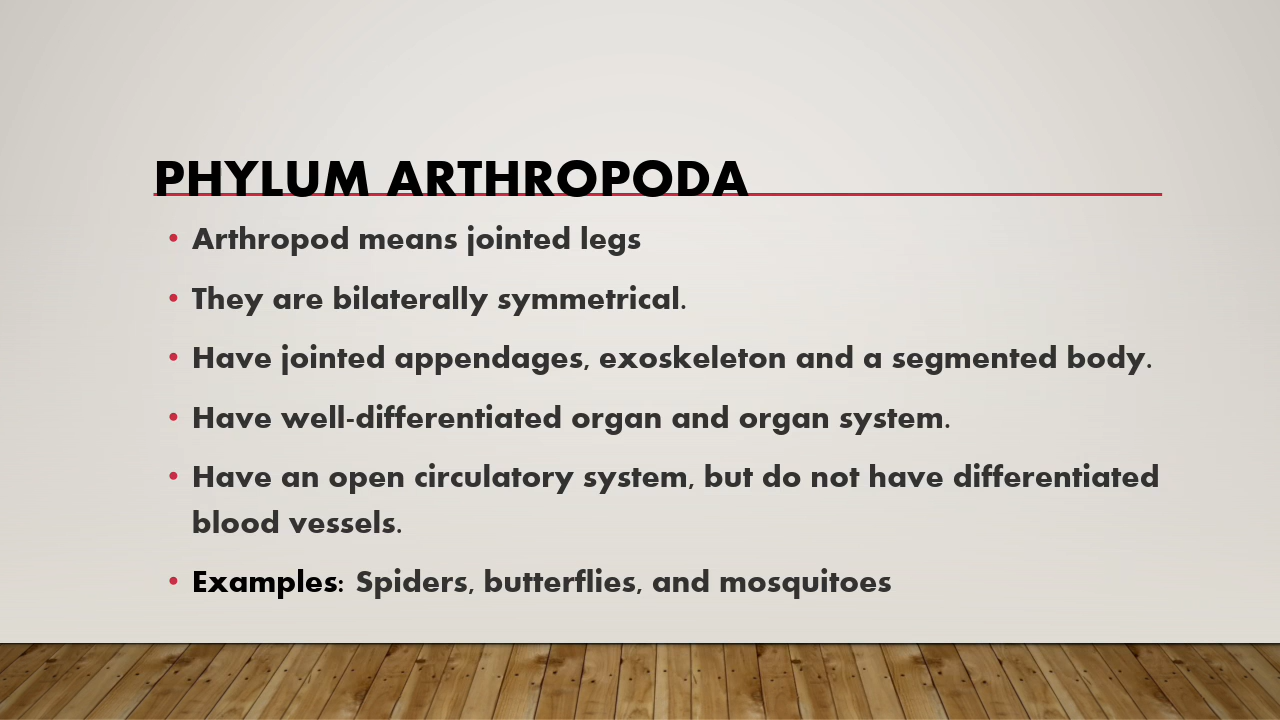 PHYLUM ARTHROPODA
• Arthropod means jointed legs
• They are bilaterally symmetrical.
• Have jointed appendages, exoskeleton and a segmented body.
• Have well-differentiated organ and organ system.
• Have an open circulatory system, but do not have differentiated
blood vessels.
• Examples: Spiders, butterflies, and mosquitoes